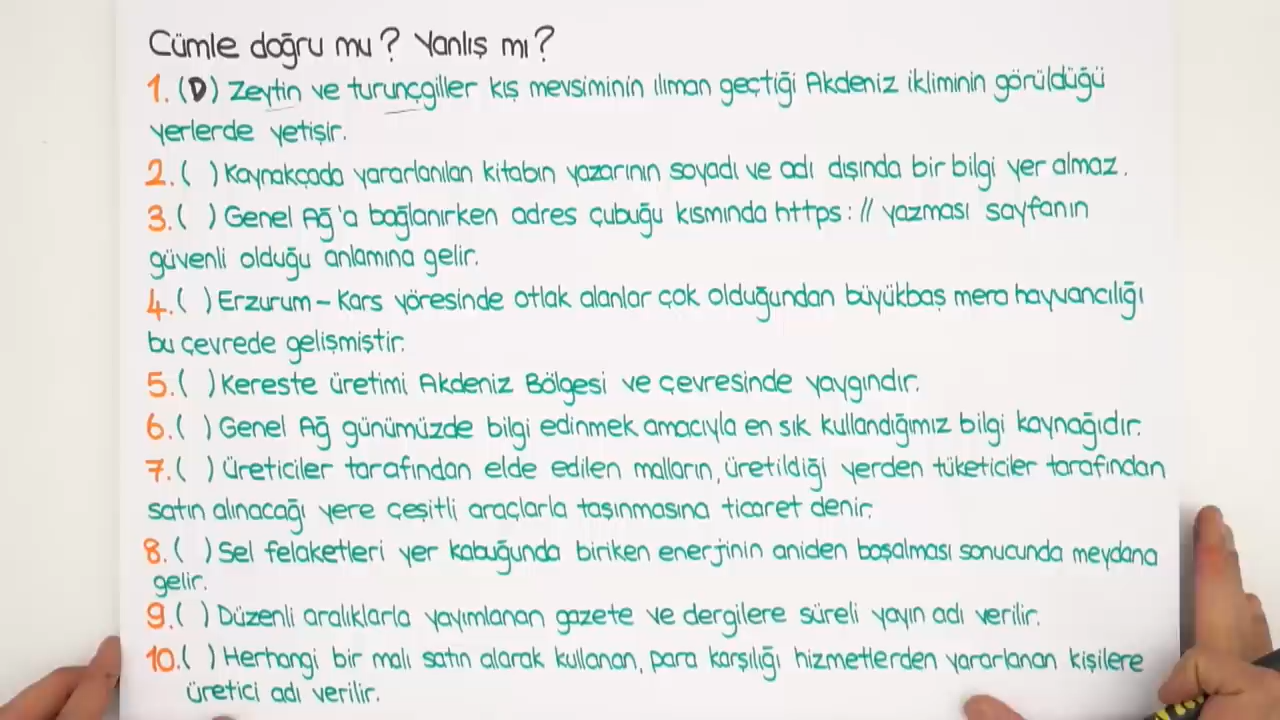 Cümle doğru mu? Yanlış mı?
1. (D) Zeytin ve turunçgiller kış mevsiminin ılıman geçtiği Akdeniz ikliminin görüldüğü
yerlerde yetişir.
2. ( ) Kaynakçada yararlanılan kitabın yazarının soyadı ve adı dışında bir bilgi yer almaz.
3. ( ) Genel Ağ'a bağlanırken adres çubuğu kısmında https: // yazması sayfanın
güvenli olduğu anlamına gelir.
4. ( ) Erzurum - Kars yöresinde otlak alanlar çok olduğundan büyükbaş mera hayvancılığı
bu çevrede gelişmiştir.
5. ( ) Kereste üretimi Akdeniz Bölgesi ve çevresinde yaygındır.
6. ( ) Genel Ağ günümüzde bilgi edinmek amacıyla en sık kullandığımız bilgi kaynağıdır.
7. ( ) Üreticiler tarafından elde edilen malların, üretildiği yerden tüketiciler tarafından
satın alınacağı yere çeşitli araçlarla taşınmasına ticaret denir.
8. ( ) Sel felaketleri yer kabuğunda biriken enerjinin aniden boşalması sonucunda meydana
gelir.
9. ( ) Düzenli aralıklarla yayımlanan gazete ve dergilere süreli yayın adı verilir.
10. ( ) Herhangi bir malı satın alarak kullanan, para karşılığı hizmetlerden yararlanan kişilere
üretici adı verilir.